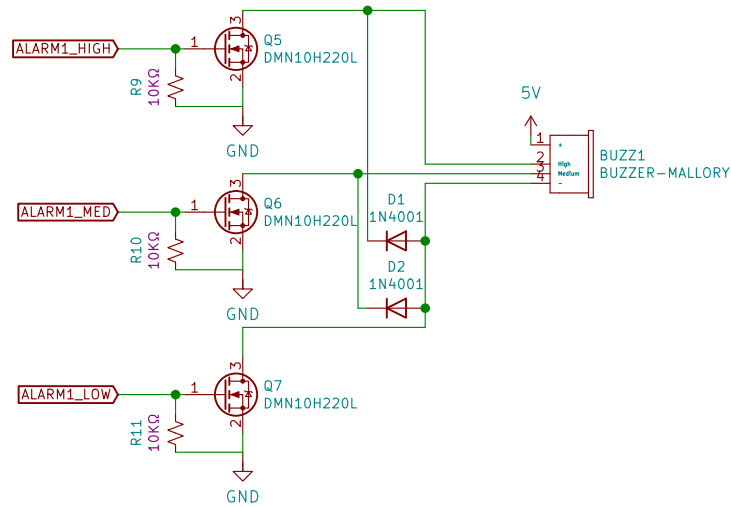 3
Q5
DMN10H220L
ALARM1_HIGH
1
R9
10KΩ
2
GND
5V
1
+
2
High
3
Medium
4
-
BUZZ1
BUZZER-MALLORY
3
Q6
DMN10H220L
ALARM1_MED
1
R10
10KΩ
2
GND
D1
1N4001
D2
1N4001
3
Q7
DMN10H220L
ALARM1_LOW
1
R11
10KΩ
2
GND